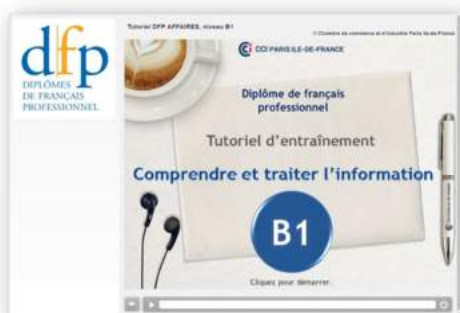 dfp
DIPLÔMES
DE FRANÇAIS
PROFESSIONNEL
Tutoriel DFP AFFAIRES, niveau B1
© Chambre de commerce et d'industrie Paris Ile-de-France
CCI PARIS ILE-DE-FRANCE
Diplôme de français
professionnel
Tutoriel d'entraînement
Comprendre et traiter l'information
B1
Cliquez pour démarrer.